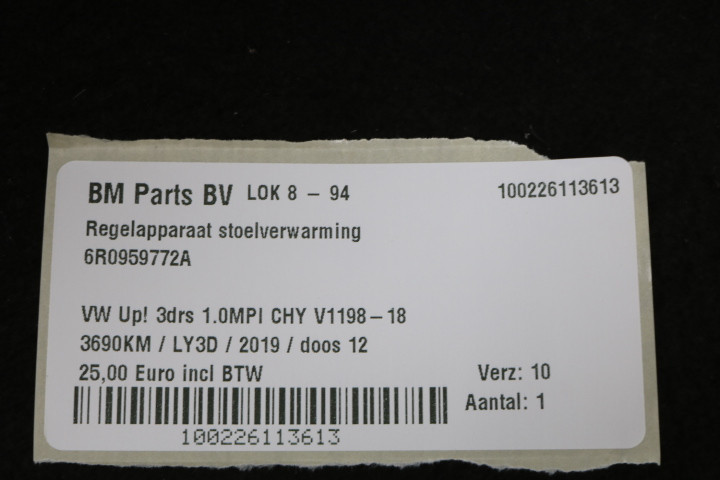 BM Parts BV LOK 8 - 94 100226113613
Regelapparaat stoelverwarming
6R0959772A
VW Up! 3drs 1.0MPI CHY V1198-18
3690KM / LY3D / 2019 / doos 12
25,00 Euro incl BTW Verz: 10
Aantal: 1
100226113613